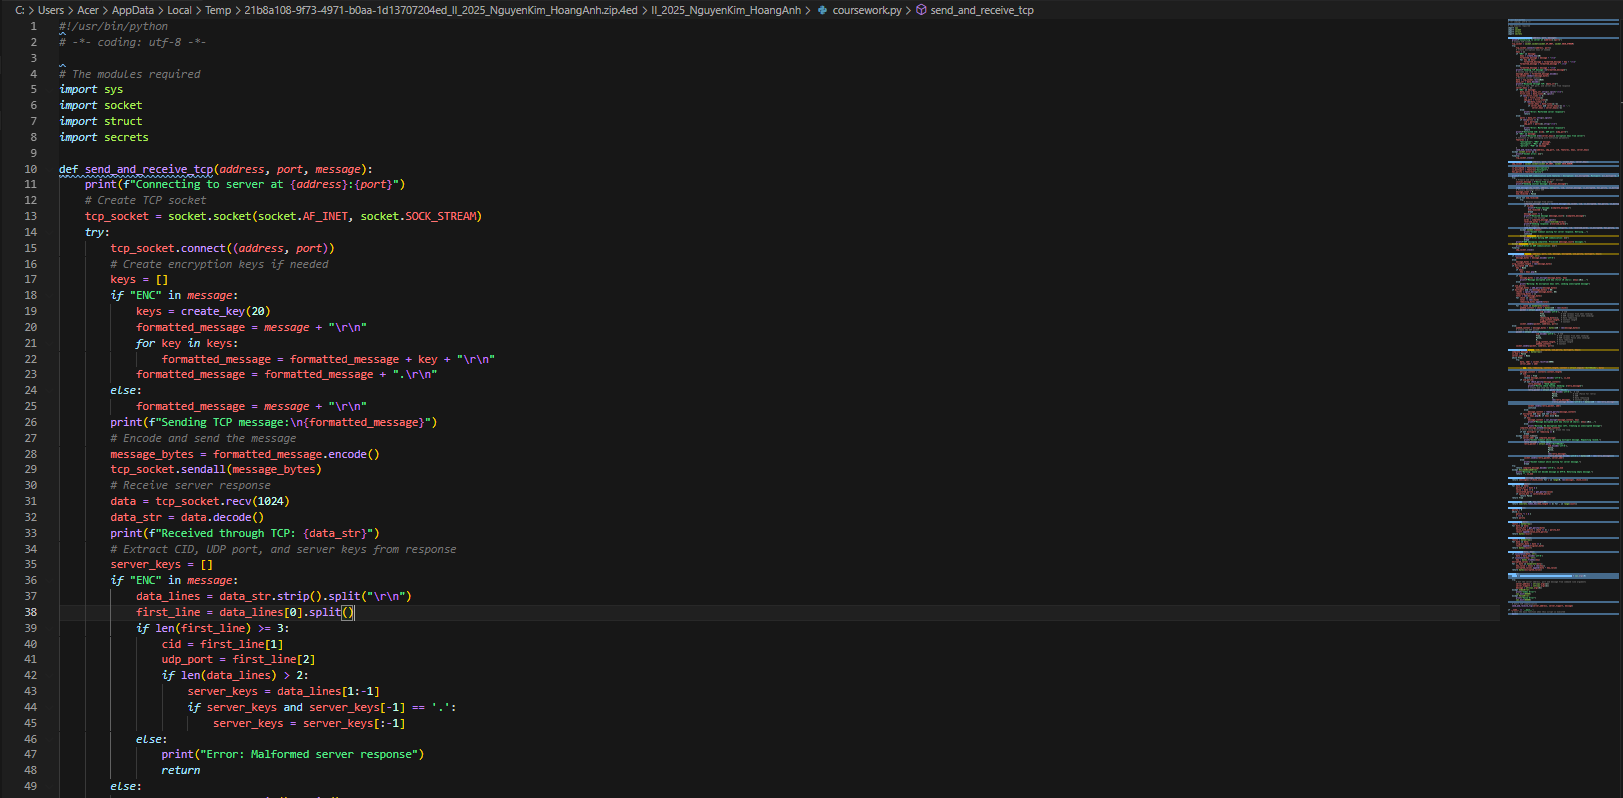 C: > Users > Acer > AppData > Local > Temp > 21b8a108-9f73-4971-b0aa-1d13707204ed_II_2025_NguyenKim_HoangAnh.zip.4ed > II_2025_NguyenKim_HoangAnh > coursework.py > send_and_receive_tcp
1 #!/usr/bin/python
2 # -*- coding: utf-8 -*-
3
4 # The modules required
5 import sys
6 import socket
7 import struct
8 import secrets
9
10 def send_and_receive_tcp(address, port, message):
11     print(f"Connecting to server at {address}:{port}")
12     # Create TCP socket
13     tcp_socket = socket.socket(socket.AF_INET, socket.SOCK_STREAM)
14     try:
15         tcp_socket.connect((address, port))
16         # Create encryption keys if needed
17         keys = []
18         if "ENC" in message:
19             keys = create_key(20)
20             formatted_message = message + "\r\n"
21             for key in keys:
22                 formatted_message = formatted_message + key + "\r\n"
23             formatted_message = formatted_message + ".\r\n"
24         else:
25             formatted_message = message + "\r\n"
26         print(f"Sending TCP message:\n{formatted_message}")
27         # Encode and send the message
28         message_bytes = formatted_message.encode()
29         tcp_socket.sendall(message_bytes)
30         # Receive server response
31         data = tcp_socket.recv(1024)
32         data_str = data.decode()
33         print(f"Received through TCP: {data_str}")
34         # Extract CID, UDP port, and server keys from response
35         server_keys = []
36         if "ENC" in message:
37             data_lines = data_str.strip().split("\r\n")
38             first_line = data_lines[0].split()
39             if len(first_line) >= 3:
40                 cid = first_line[1]
41                 udp_port = first_line[2]
42                 if len(data_lines) > 2:
43                     server_keys = data_lines[1:-1]
44                     if server_keys and server_keys[-1] == '.':
45                         server_keys = server_keys[:-1]
46             else:
47                 print("Error: Malformed server response")
48                 return
49         else: